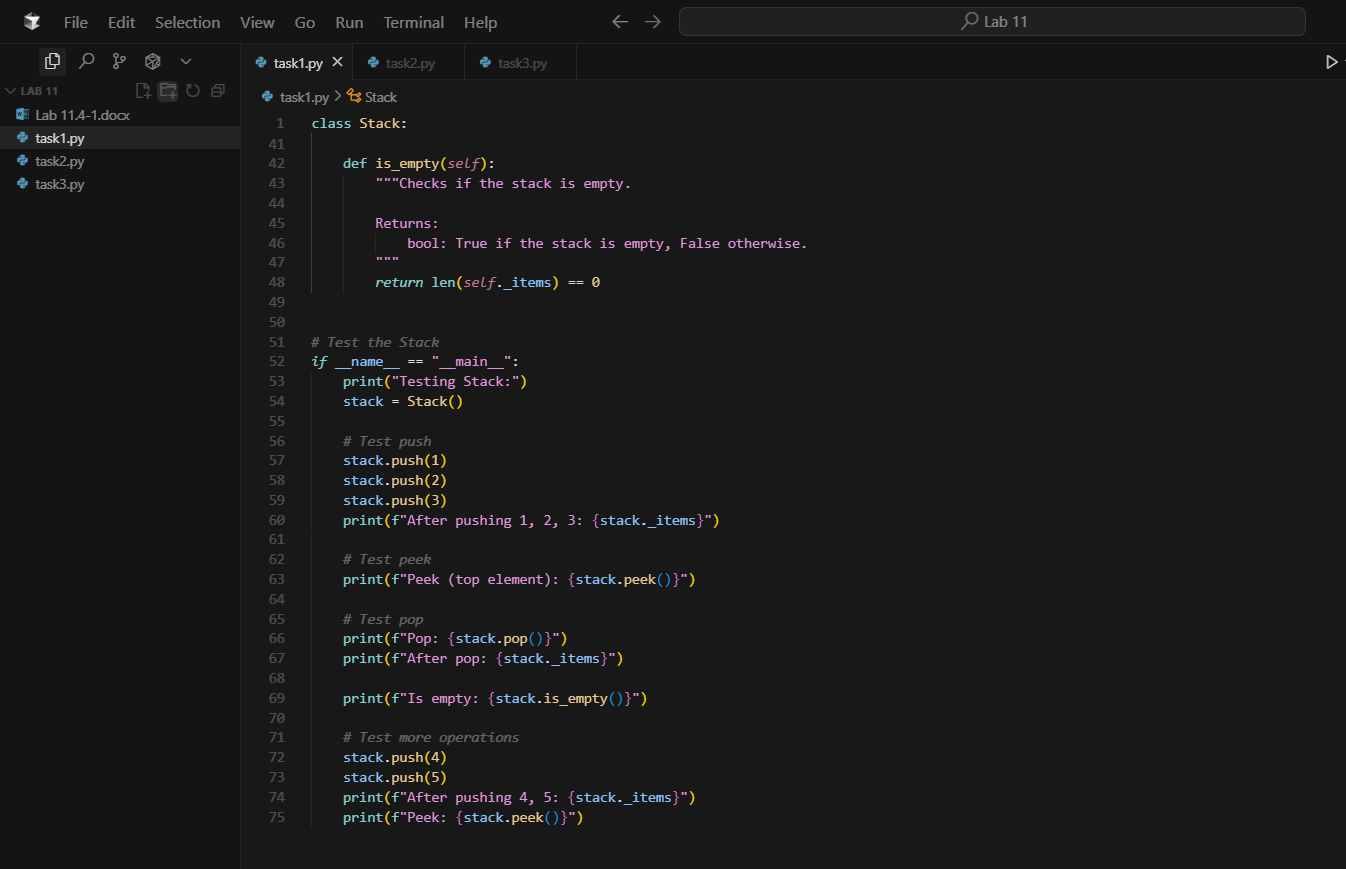 File Edit Selection View Go Run Terminal Help
Lab 11
LAB 11
Lab 11.4-1.docx
task1.py
task2.py
task3.py
task1.py task2.py task3.py
task1.py > Stack
1 class Stack:
41
42     def is_empty(self):
43         """Checks if the stack is empty.
44
45         Returns:
46             bool: True if the stack is empty, False otherwise.
47         """
48         return len(self._items) == 0
49
50
51 # Test the Stack
52 if __name__ == "__main__":
53     print("Testing Stack:")
54     stack = Stack()
55
56     # Test push
57     stack.push(1)
58     stack.push(2)
59     stack.push(3)
60     print(f"After pushing 1, 2, 3: {stack._items}")
61
62     # Test peek
63     print(f"Peek (top element): {stack.peek()}")
64
65     # Test pop
66     print(f"Pop: {stack.pop()}")
67     print(f"After pop: {stack._items}")
68
69     print(f"Is empty: {stack.is_empty()}")
70
71     # Test more operations
72     stack.push(4)
73     stack.push(5)
74     print(f"After pushing 4, 5: {stack._items}")
75     print(f"Peek: {stack.peek()}")